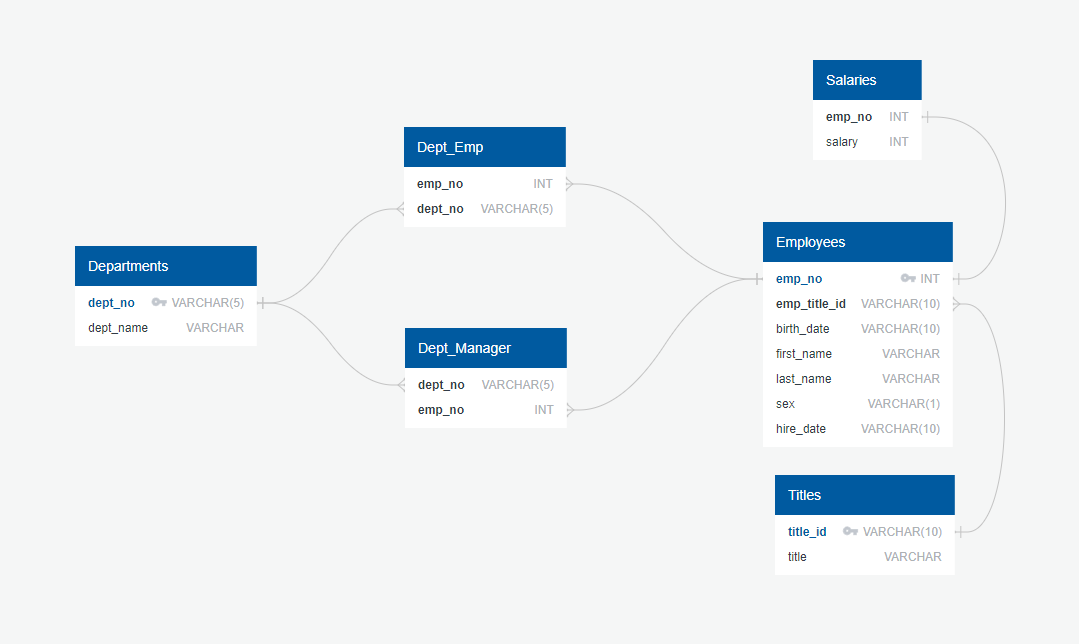 Salaries
emp_no INT
salary INT
Dept_Emp
emp_no INT
dept_no VARCHAR(5)
Departments
dept_no VARCHAR(5)
dept_name VARCHAR
Dept_Manager
dept_no VARCHAR(5)
emp_no INT
Employees
emp_no INT
emp_title_id VARCHAR(10)
birth_date VARCHAR(10)
first_name VARCHAR
last_name VARCHAR
sex VARCHAR(1)
hire_date VARCHAR(10)
Titles
title_id VARCHAR(10)
title VARCHAR